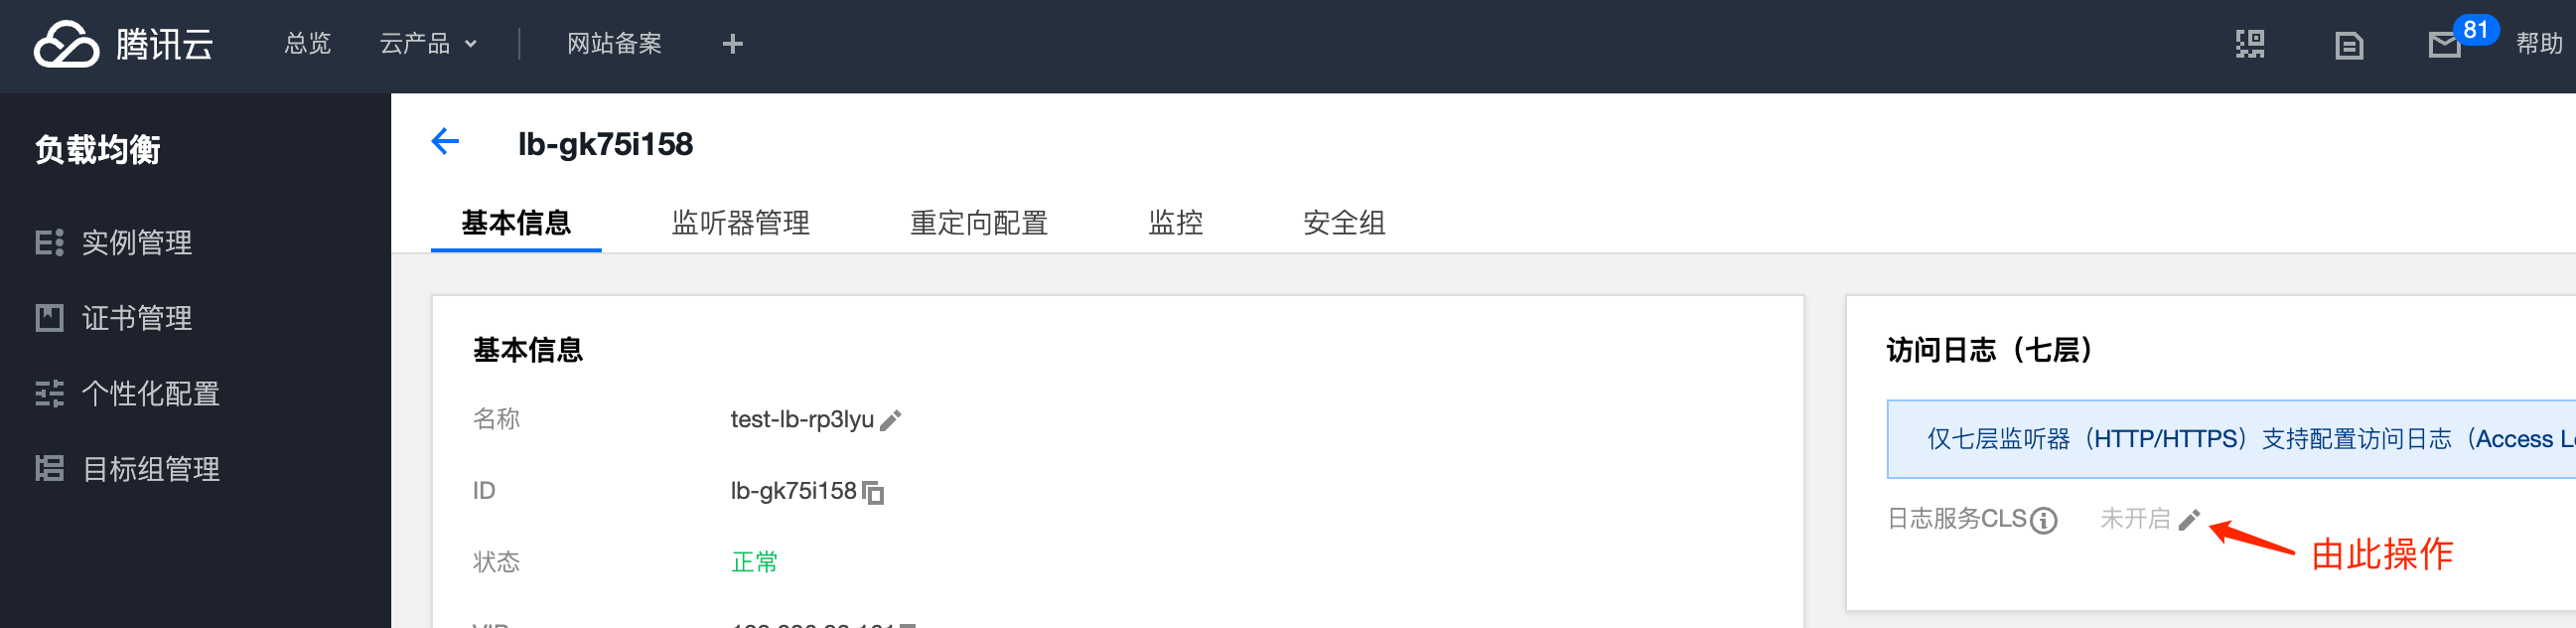 腾讯云 总览 云产品 网站备案 81 帮助
负载均衡
实例管理
证书管理
个性化配置
目标组管理
lb-gk75i158
基本信息 监听器管理 重定向配置 监控 安全组
基本信息
名称 test-lb-rp3lyu
ID lb-gk75i158
状态 正常
访问日志（七层）
仅七层监听器（HTTP/HTTPS）支持配置访问日志（Access
日志服务CLS 未开启
由此操作